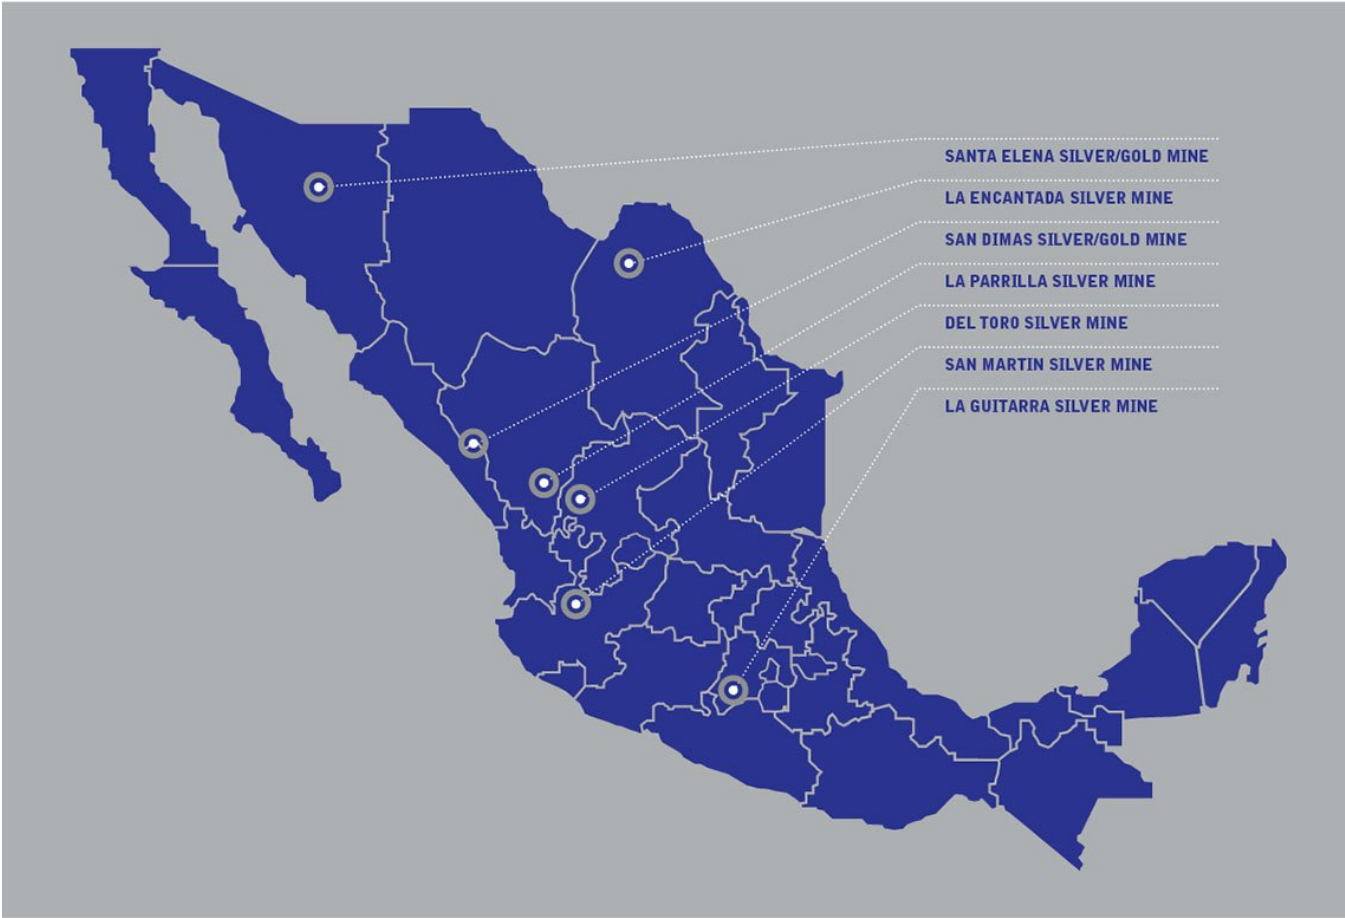 SANTA ELENA SILVER/GOLD MINE
LA ENCANTADA SILVER MINE
SAN DIMAS SILVER/GOLD MINE
LA PARRILLA SILVER MINE
DEL TORO SILVER MINE
SAN MARTIN SILVER MINE
LA GUITARRA SILVER MINE